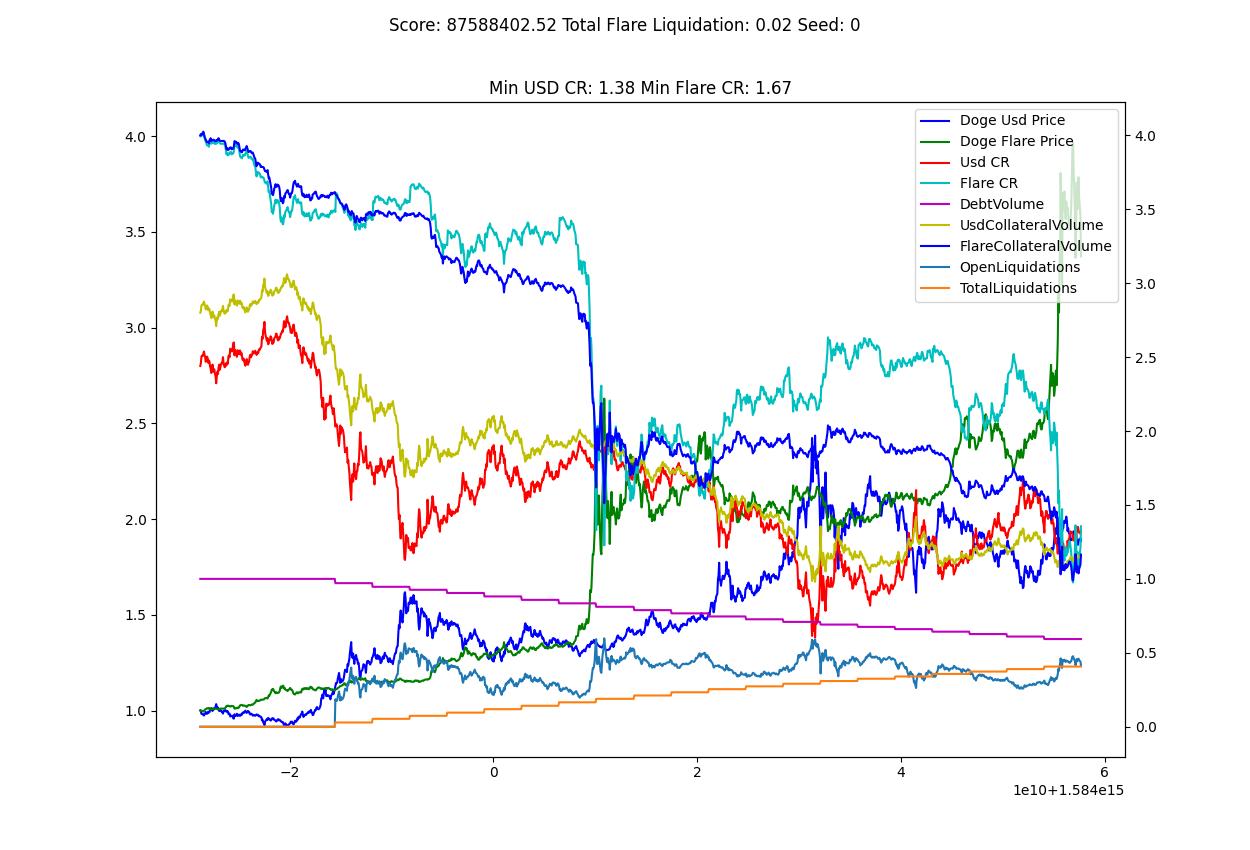 Score: 87588402.52 Total Flare Liquidation: 0.02 Seed: 0
Min USD CR: 1.38 Min Flare CR: 1.67
Doge Usd Price
Doge Flare Price
Usd CR
Flare CR
DebtVolume
UsdCollateralVolume
FlareCollateralVolume
OpenLiquidations
TotalLiquidations
4.0
3.5
3.0
2.5
2.0
1.5
1.0
4.0
3.5
3.0
2.5
2.0
1.5
1.0
0.5
0.0
−2 0 2 4 6
1e10+1.584e15